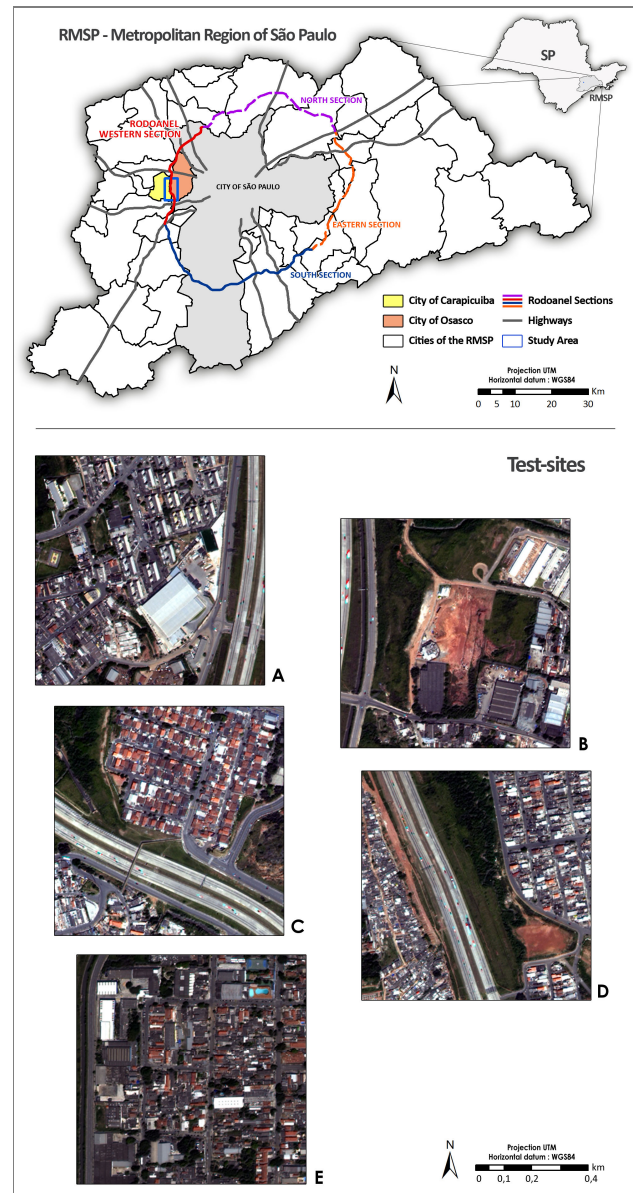 RMSP - Metropolitan Region of São Paulo
SP
RMSP
NORTH SECTION
RODOANEL
WESTERN SECTION
CITY OF SÃO PAULO
EASTERN SECTION
SOUTH SECTION
City of Carapicuiba
Rodoanel Sections
City of Osasco
Highways
Cities of the RMSP
Study Area
N
Projection UTM
Horizontal datum : WGS84
Km
0 5 10 20 30
Test-sites
A
B
C
D
E
N
Projection UTM
Horizontal datum : WGS84
km
0 0,1 0,2 0,4